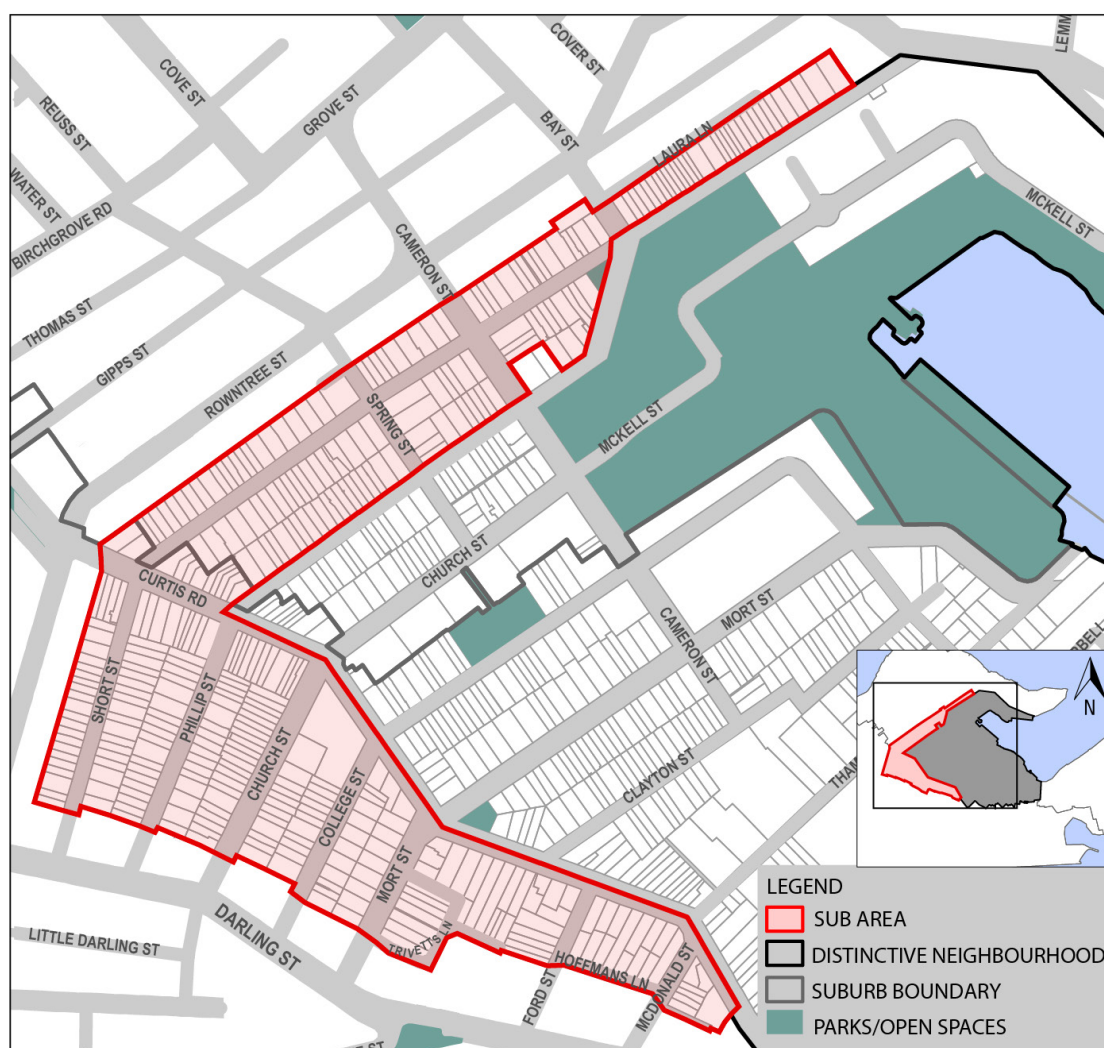 LEMM
COVER ST
COVE ST
REUSS ST
GROVE ST
BAY ST
LAURA LN
WATER ST
MCKELL ST
BIRCHGROVE RD
CAMERON ST
THOMAS ST
GIPPS ST
ROWNTREE ST
SPRING ST
MCKELL ST
CHURCH ST
CURTIS RD
MORT ST
CAMERON ST
BELL
SHORT ST
PHILLIP ST
CHURCH ST
COLLEGE ST
CLAYTON ST
THAM
MORT ST
N
LITTLE DARLING ST
DARLING ST
TRIVETTS LN
HOFFMANS LN
FORD ST
MCDONALD ST
ST
LEGEND
SUB AREA
DISTINCTIVE NEIGHBOURHOOD
SUBURB BOUNDARY
PARKS/OPEN SPACES